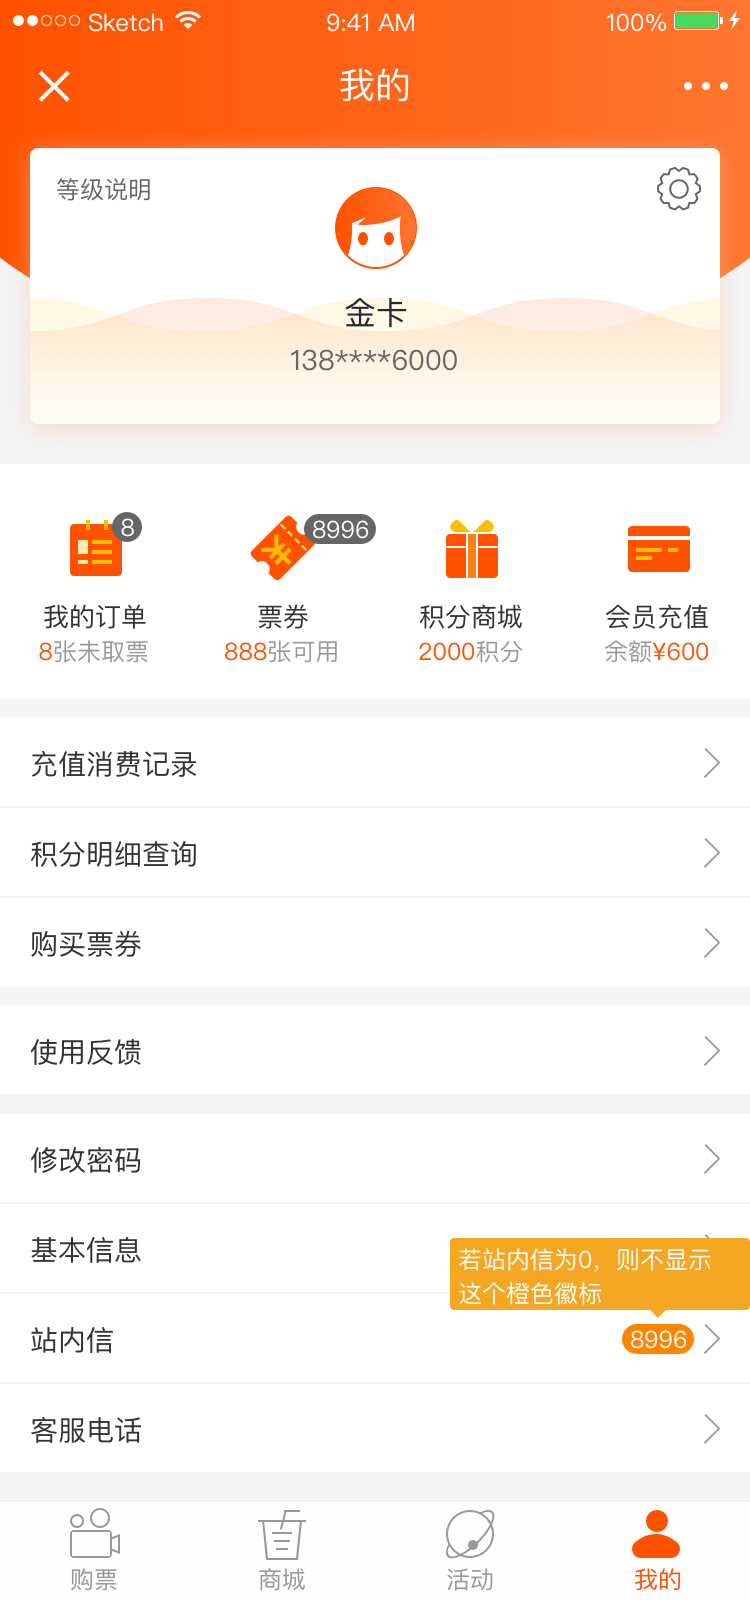 Sketch 9:41 AM 100%
我的
等级说明
金卡
138****6000
8 8996
我的订单 票券 积分商城 会员充值
8张未取票 888张可用 2000积分 余额¥600
充值消费记录
积分明细查询
购买票券
使用反馈
修改密码
基本信息
若站内信为0，则不显示
这个橙色徽标
站内信 8996
客服电话
购票 商城 活动 我的